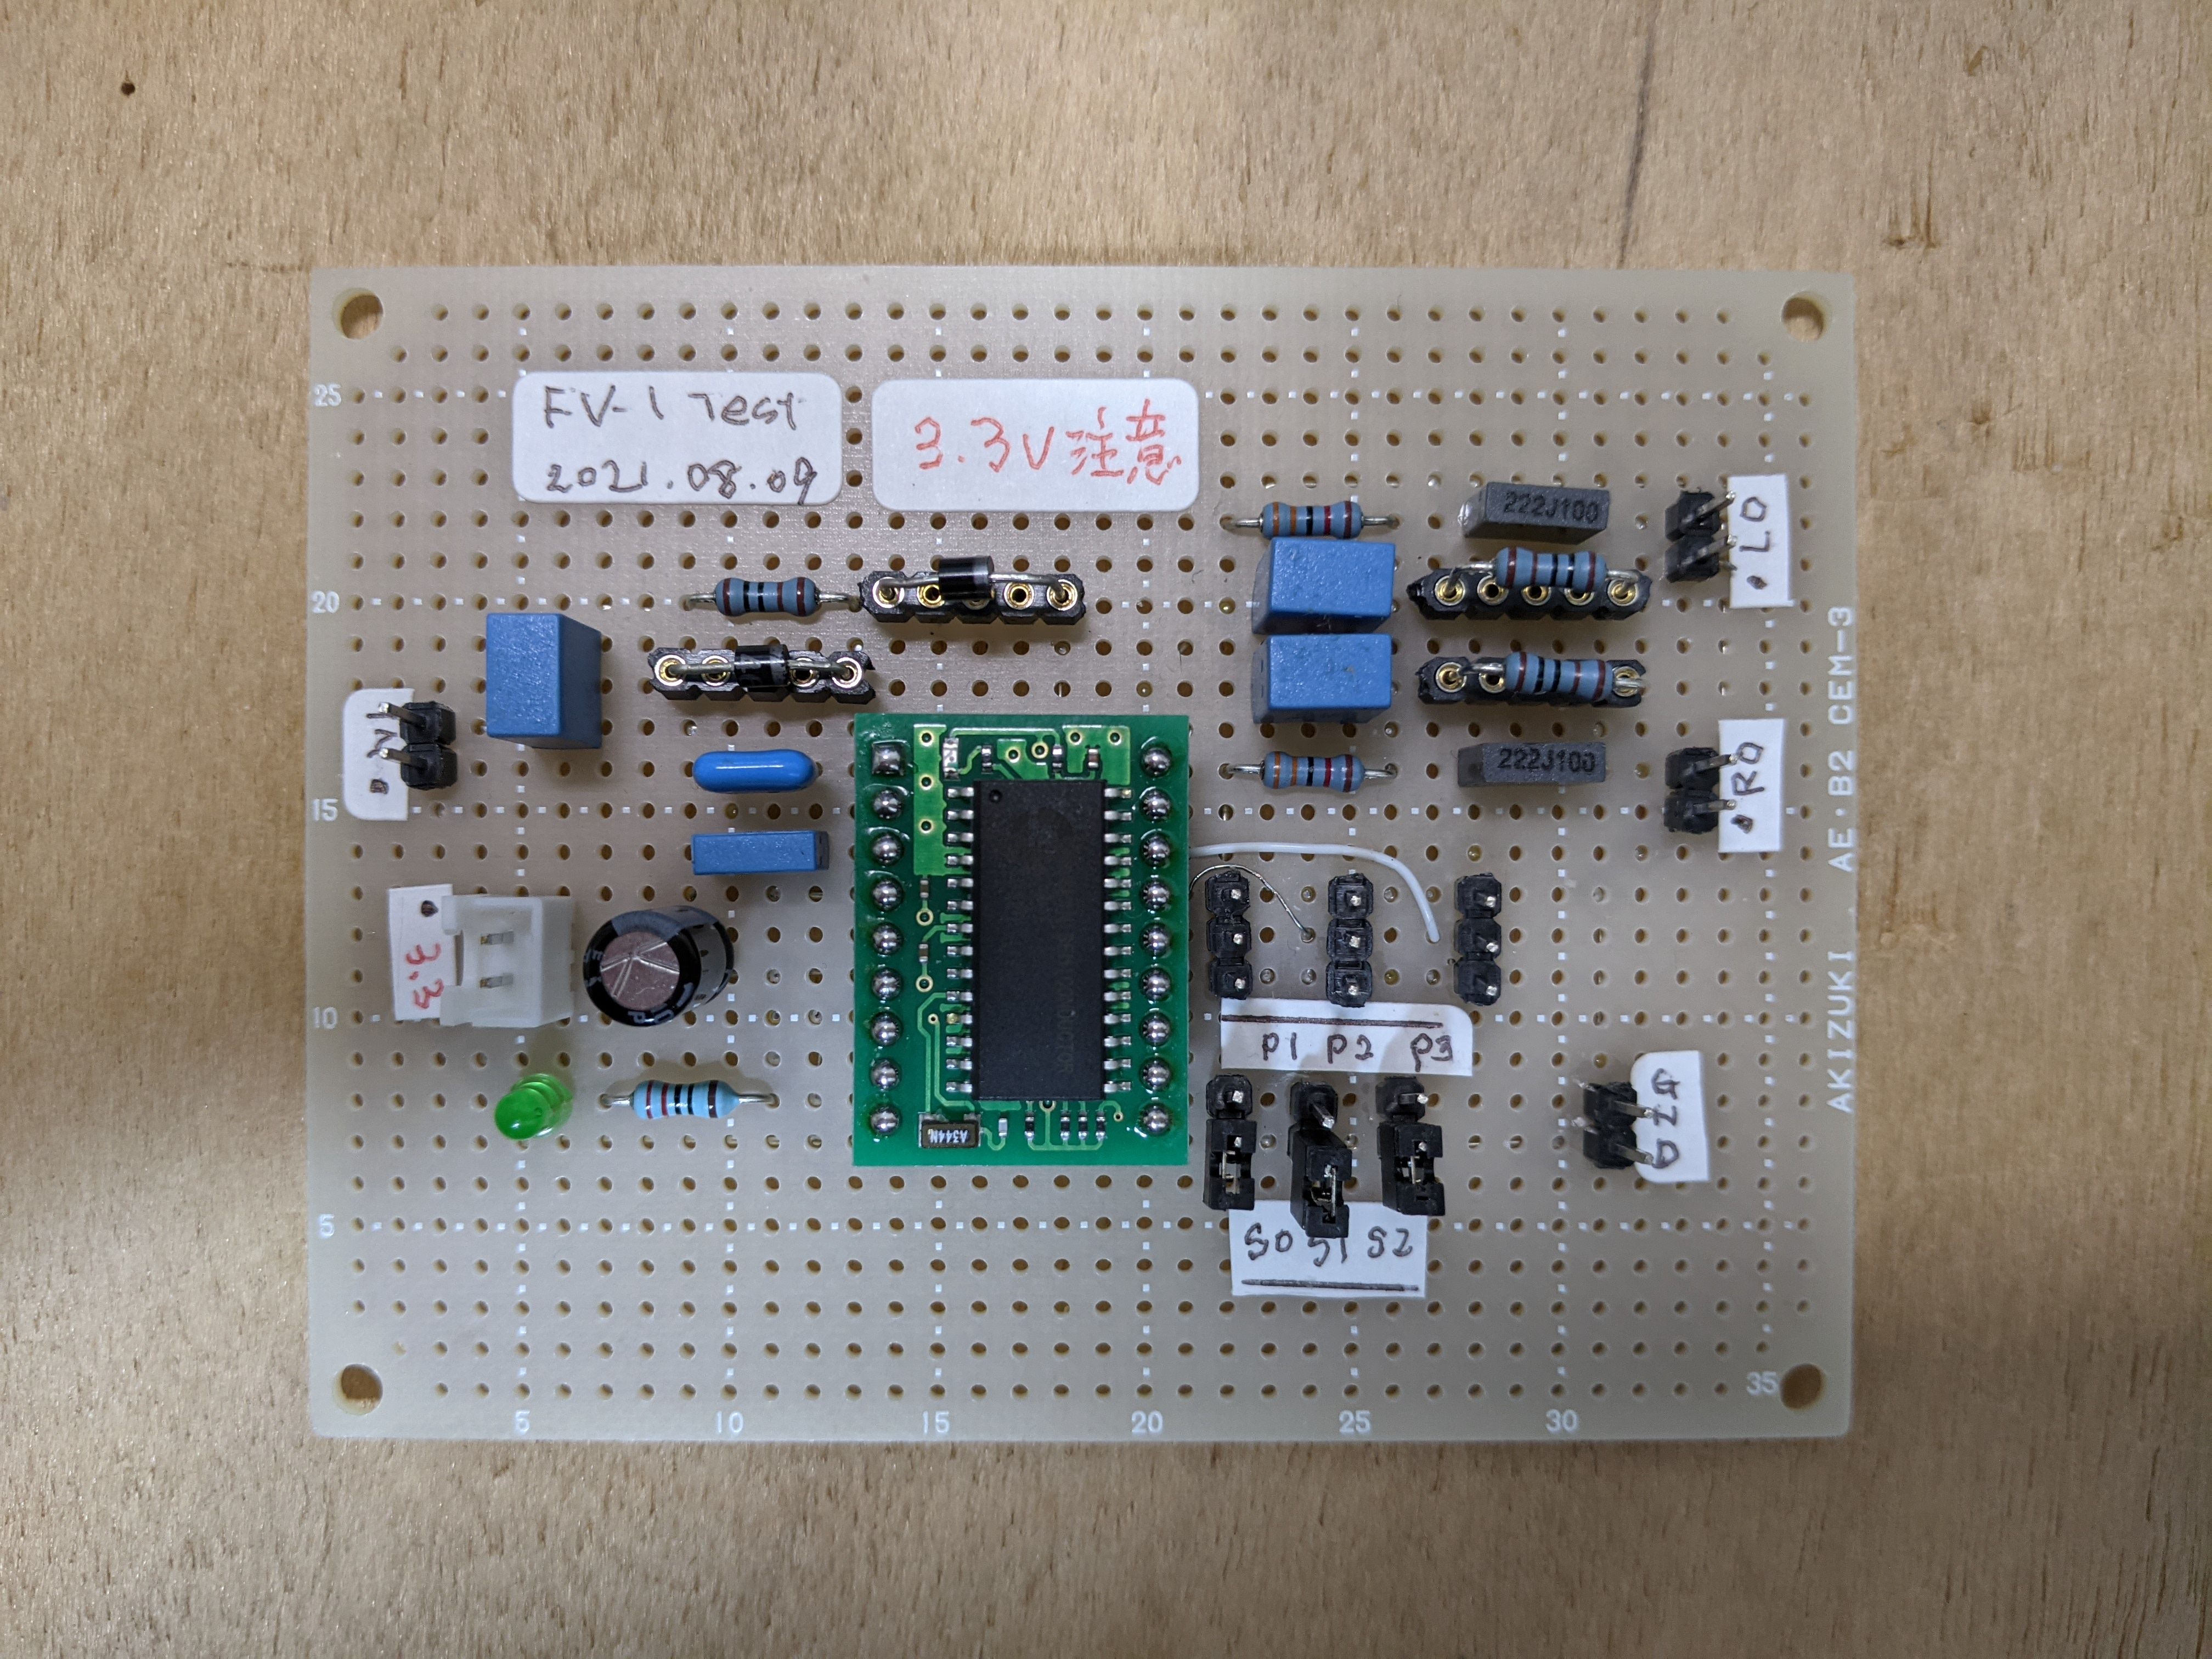 FV-1 Test
2021.08.09
3.3V注意
25
222J100
.LO
20
IN
222J100
.RO
15
3.3
10
P1 P2 P3
A344N
5
S0 S1 S2
AKIZUKI AE·B2 CEM-3
35
5 10 15 20 25 30